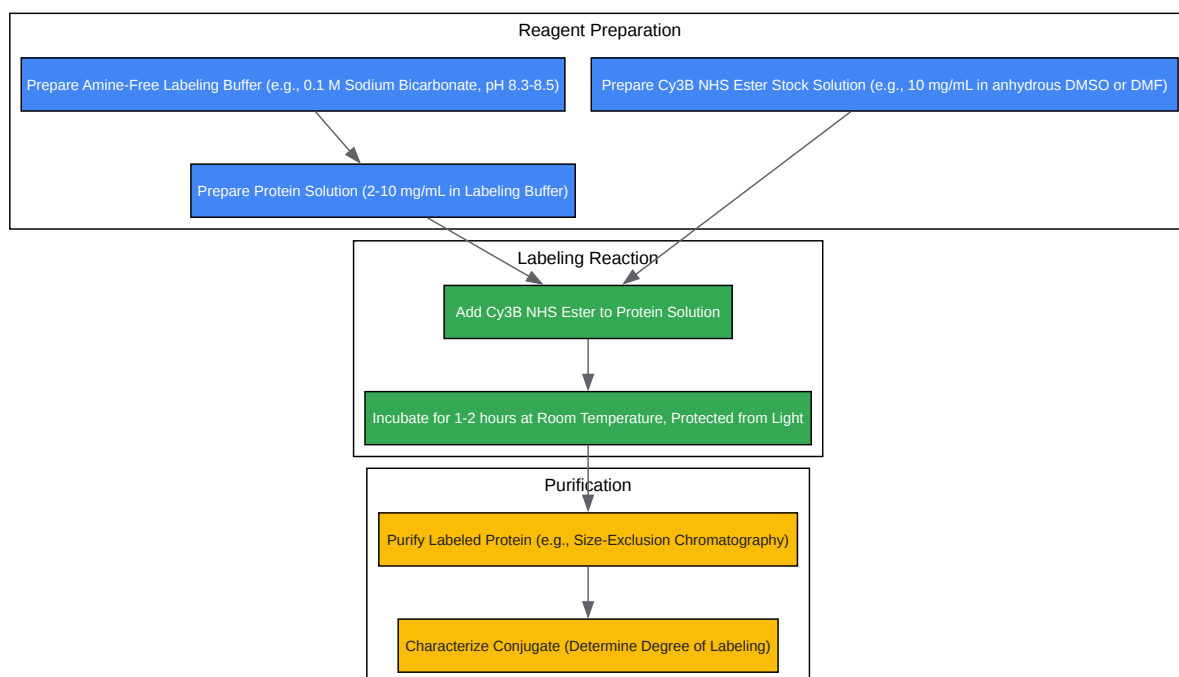 Reagent Preparation
Prepare Amine-Free Labeling Buffer (e.g., 0.1 M Sodium Bicarbonate, pH 8.3-8.5)
Prepare Cy3B NHS Ester Stock Solution (e.g., 10 mg/mL in anhydrous DMSO or DMF)
Prepare Protein Solution (2-10 mg/mL in Labeling Buffer)
Labeling Reaction
Add Cy3B NHS Ester to Protein Solution
Incubate for 1-2 hours at Room Temperature, Protected from Light
Purification
Purify Labeled Protein (e.g., Size-Exclusion Chromatography)
Characterize Conjugate (Determine Degree of Labeling)